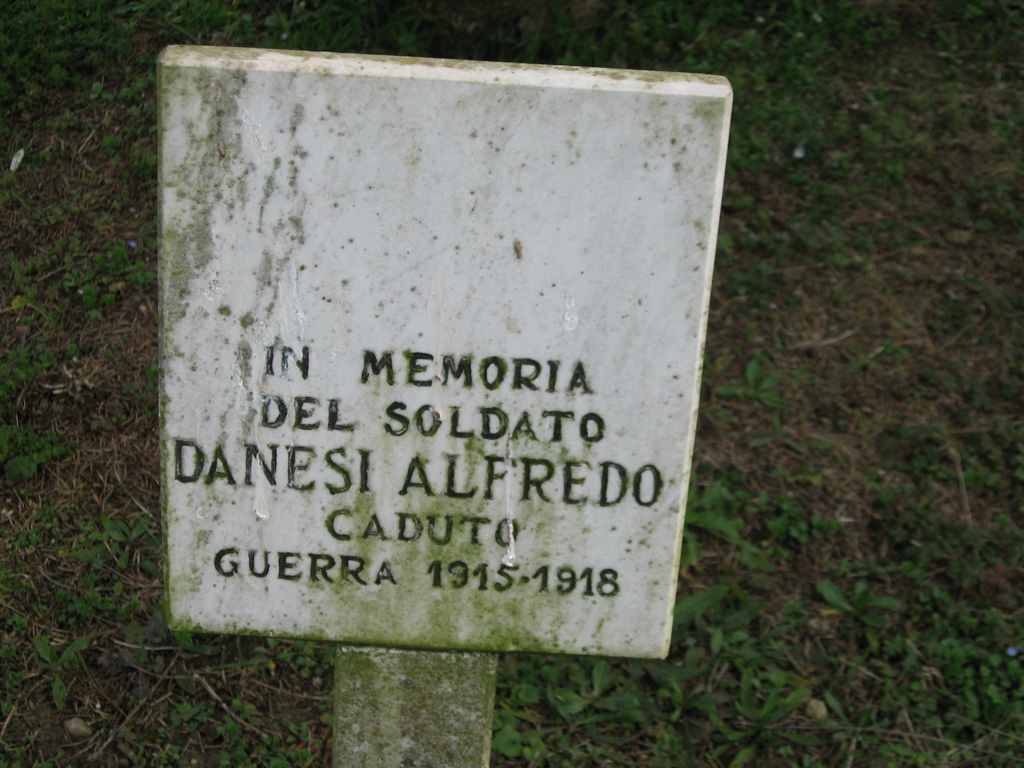 IN MEMORIA
DEL SOLDATO
DANESI ALFREDO
CADUTO
GUERRA 1915-1918